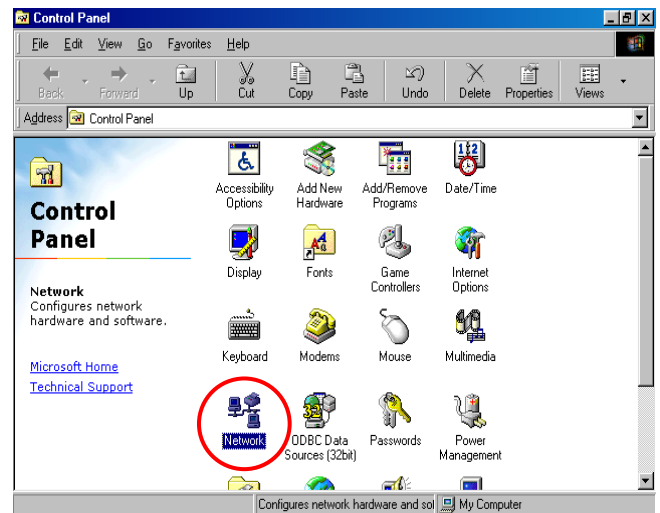 Control Panel
File Edit View Go Favorites Help
Back Forward Up Cut Copy Paste Undo Delete Properties Views
Address Control Panel
Control
Panel
Network
Configures network
hardware and software.
Microsoft Home
Technical Support
Accessibility
Options
Add New
Hardware
Add/Remove
Programs
Date/Time
12
Display
Fonts
Game
Controllers
Internet
Options
Keyboard
Modems
Mouse
Multimedia
Network
32
ODBC Data
Sources (32bit)
Passwords
Power
Management
Configures network hardware and sol My Computer